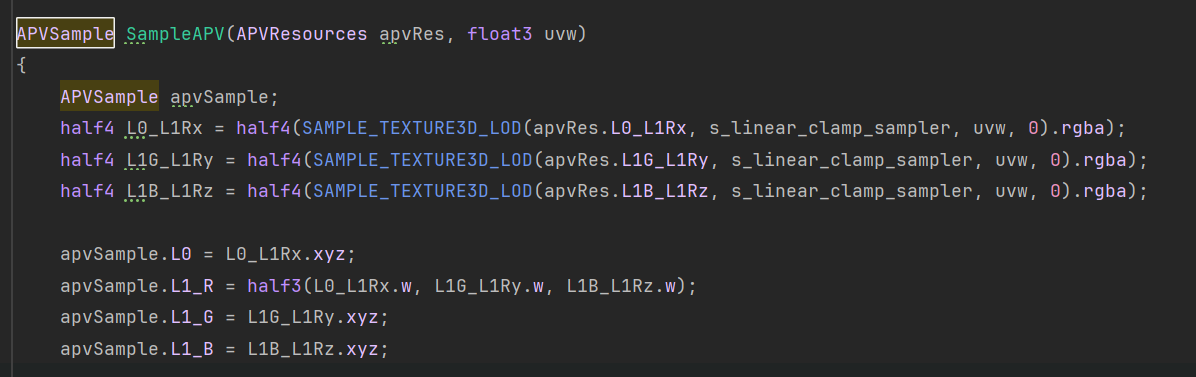 APVSample SampleAPV(APVResources apvRes, float3 uvw)
{
APVSample apvSample;
half4 L0_L1Rx = half4(SAMPLE_TEXTURE3D_LOD(apvRes.L0_L1Rx, s_linear_clamp_sampler, uvw, 0).rgba);
half4 L1G_L1Ry = half4(SAMPLE_TEXTURE3D_LOD(apvRes.L1G_L1Ry, s_linear_clamp_sampler, uvw, 0).rgba);
half4 L1B_L1Rz = half4(SAMPLE_TEXTURE3D_LOD(apvRes.L1B_L1Rz, s_linear_clamp_sampler, uvw, 0).rgba);
apvSample.L0 = L0_L1Rx.xyz;
apvSample.L1_R = half3(L0_L1Rx.w, L1G_L1Ry.w, L1B_L1Rz.w);
apvSample.L1_G = L1G_L1Ry.xyz;
apvSample.L1_B = L1B_L1Rz.xyz;